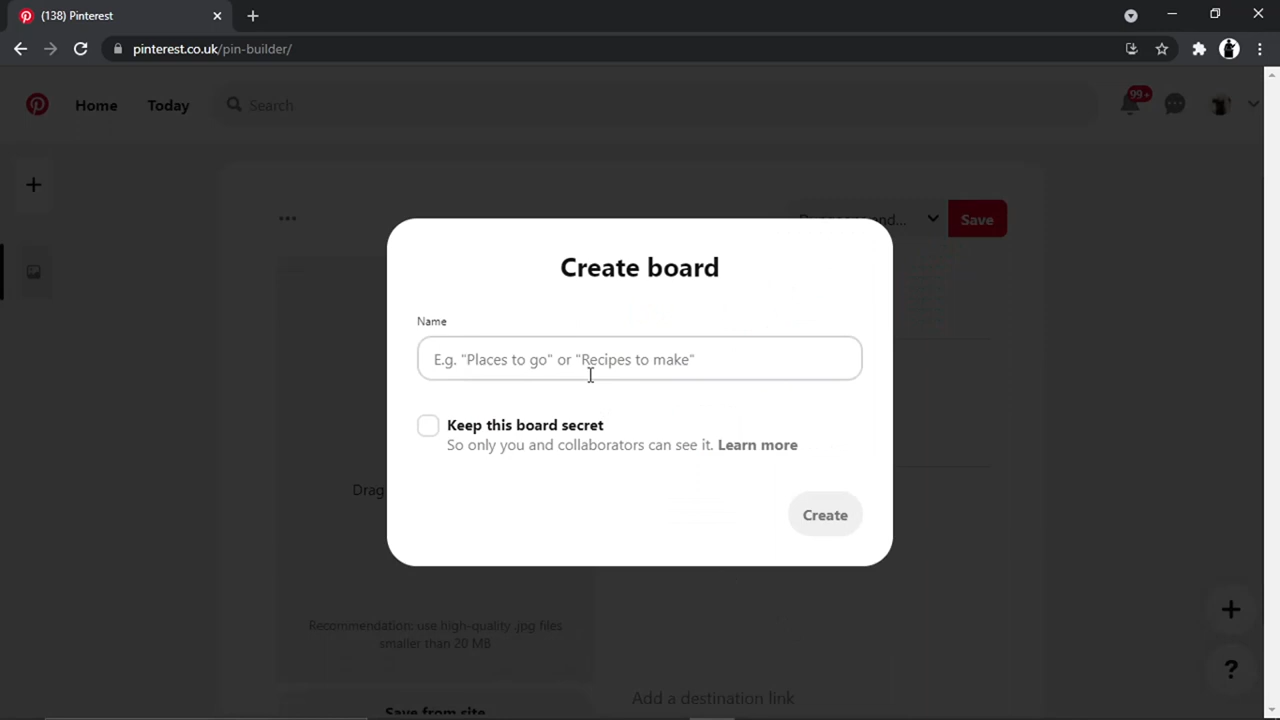 (138) Pinterest
pinterest.co.uk/pin-builder/
Home
Today
Search
99+
and...
Save
Create board
Name
E.g. "Places to go" or "Recipes to make"
Keep this board secret
So only you and collaborators can see it. Learn more
Drag
Create
Recommendation: use high-quality .jpg files
smaller than 20 MB
?
Add a destination link
Save from site